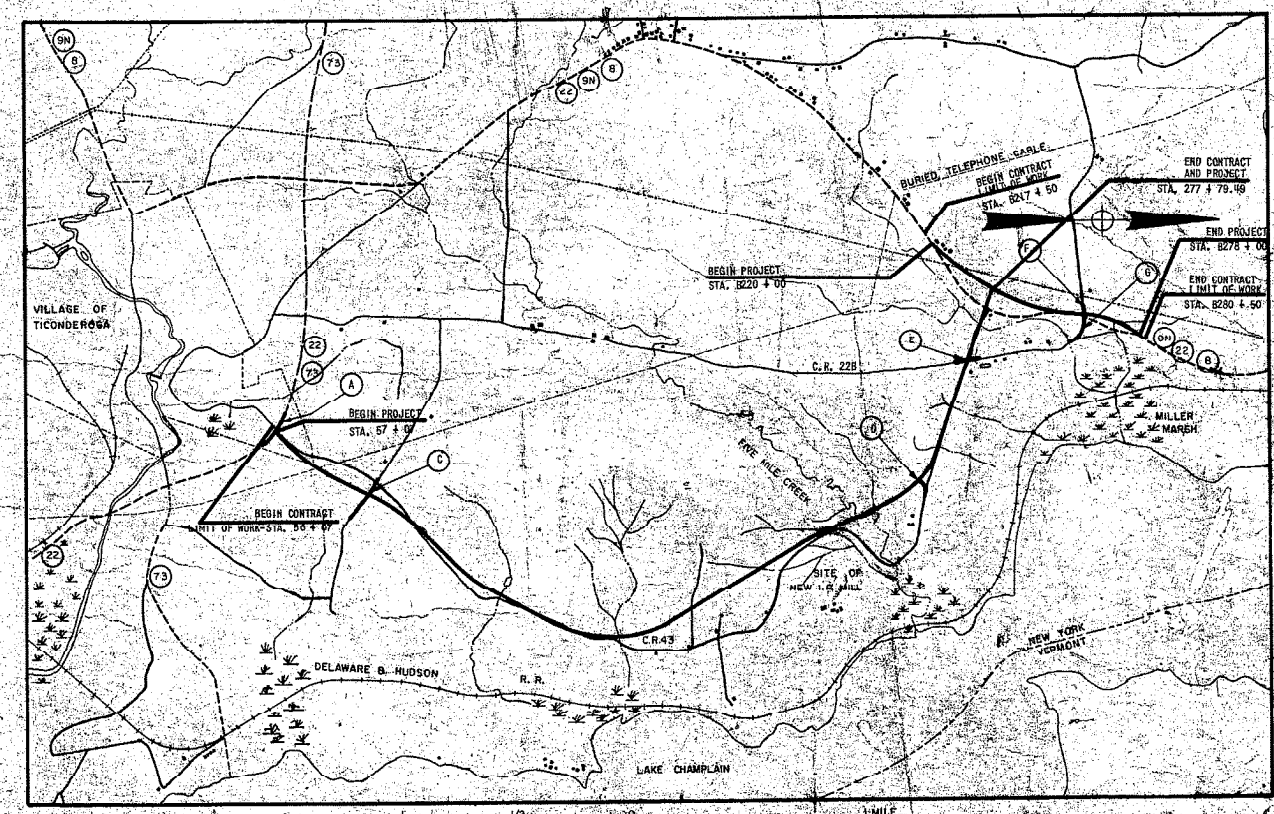 9N
8
73
22
9N
8
BURIED TELEPHONE CABLE
BEGIN CONTRACT
LIMIT OF WORK
STA. B217 + 50
END CONTRACT
AND PROJECT
STA. 277 + 79.49
END PROJECT
STA. B278 + 00
END CONTRACT
LIMIT OF WORK
STA. B280 + 50
F
G
BEGIN PROJECT
STA. B220 + 00
VILLAGE OF
TICONDEROGA
22
73
A
E
C.R. 22B
9N
22
8
BEGIN PROJECT
STA. 57 + 07
MILLER
MARSH
D
FIVE MILE CREEK
C
BEGIN CONTRACT
LIMIT OF WORK-STA. 56 + 67
22
73
SITE OF
NEW I.P. MILL
C.R. 43
NEW YORK
VERMONT
DELAWARE & HUDSON R. R.
LAKE CHAMPLAIN
1 MILE